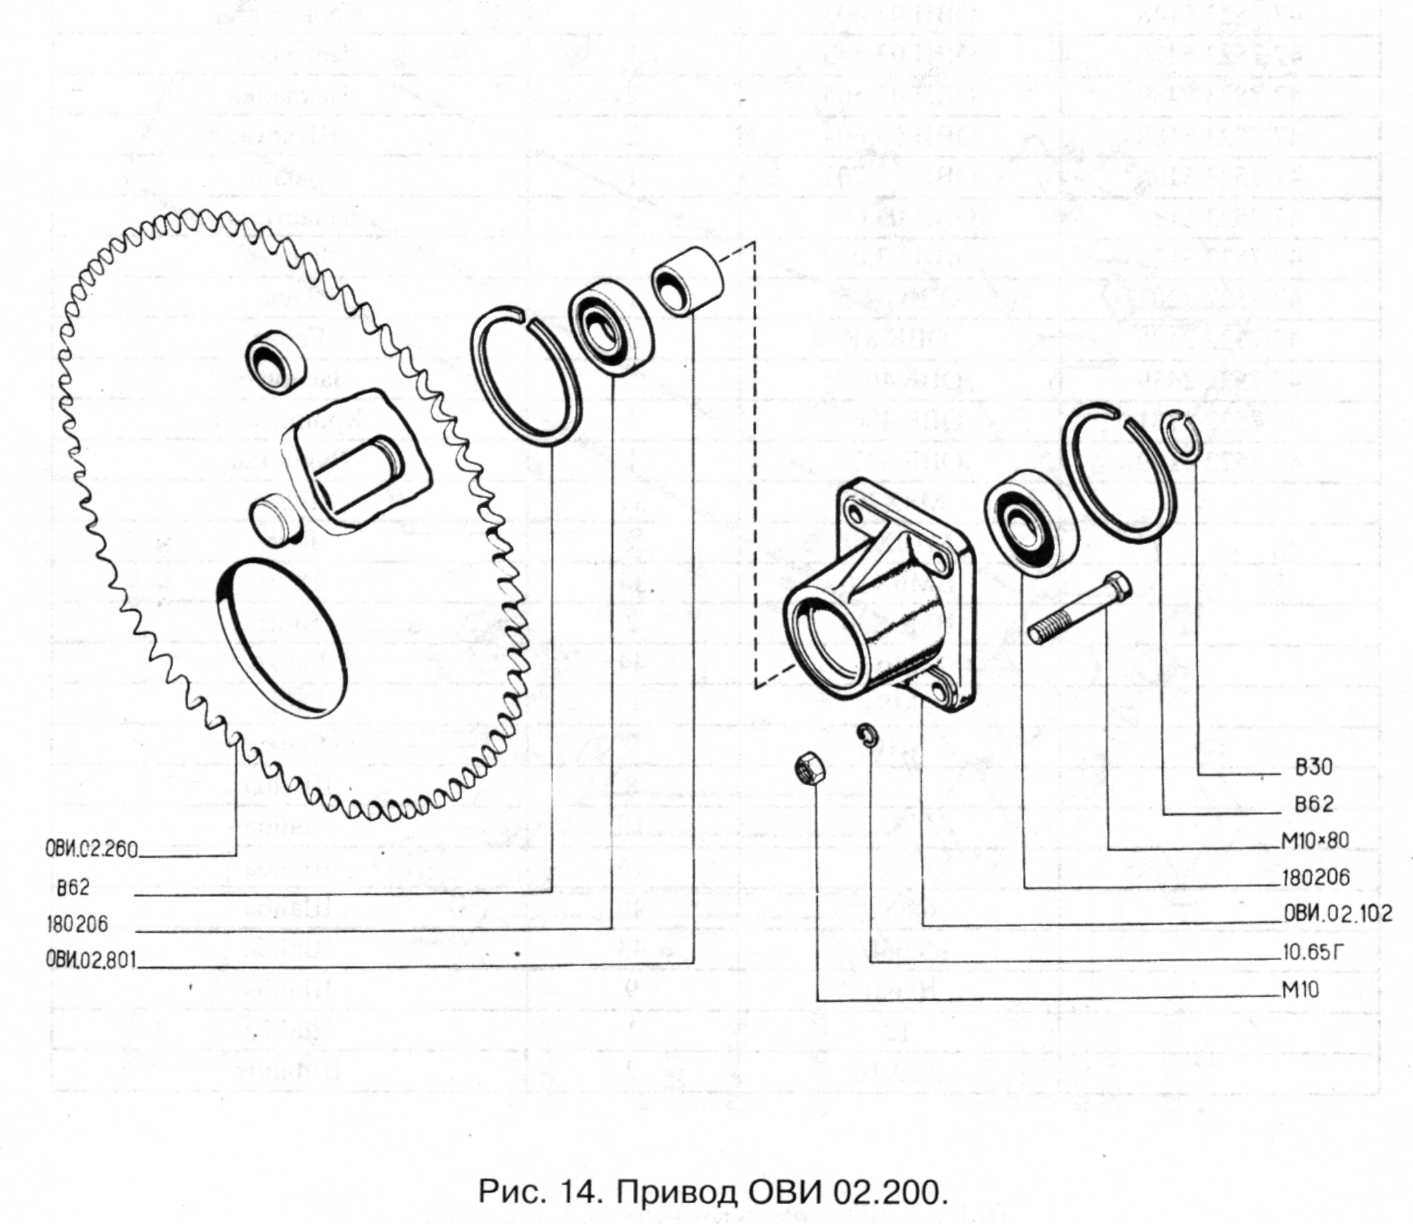 В30
В62
М10×80
ОВИ.02.260
180206
В62
ОВИ.02.102
180206
10.65Г
ОВИ.02.801
М10
Рис. 14. Привод ОВИ 02.200.